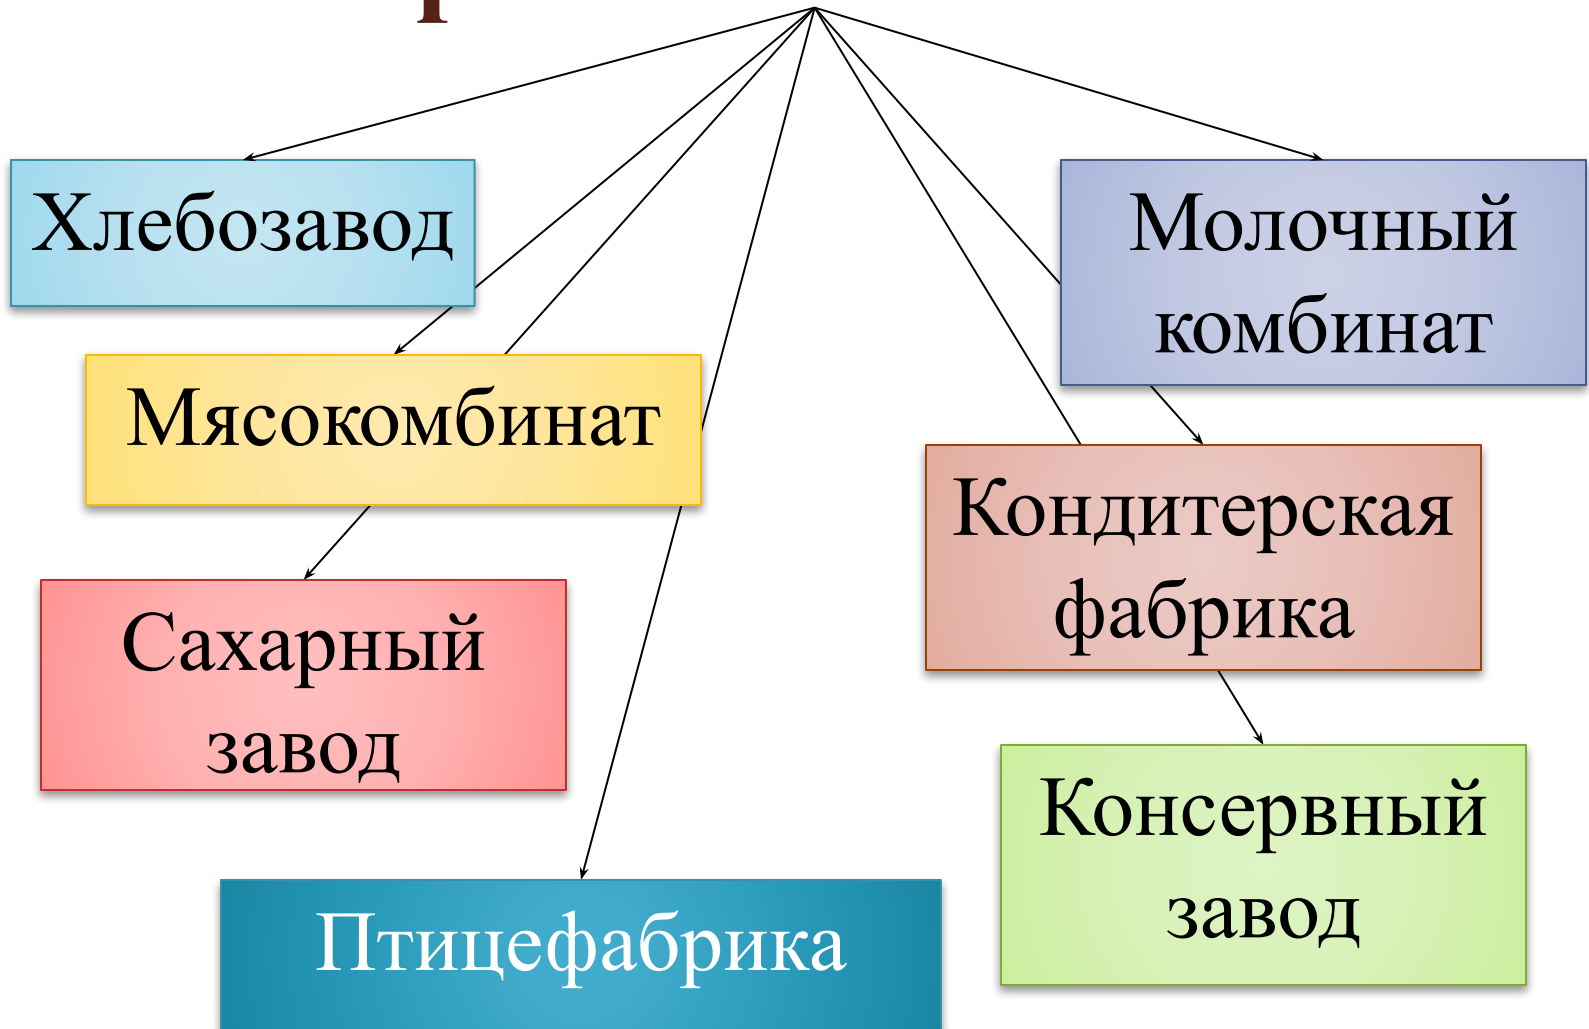 Хлебозавод
Молочный
комбинат
Мясокомбинат
Кондитерская
фабрика
Сахарный
завод
Консервный
завод
Птицефабрика